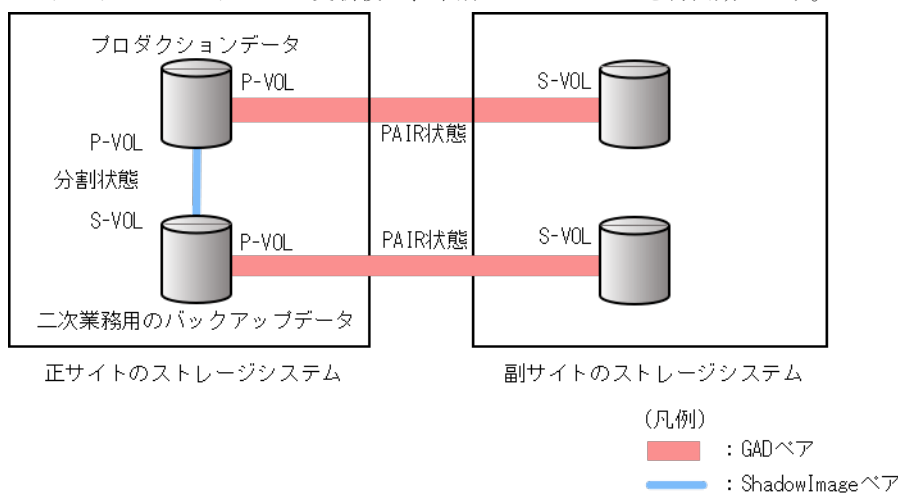 プロダクションデータ
P-VOL
S-VOL
PAIR状態
P-VOL
分割状態
S-VOL
P-VOL
PAIR状態
S-VOL
二次業務用のバックアップデータ
正サイトのストレージシステム
副サイトのストレージシステム
(凡例)
：GADペア
：ShadowImageペア